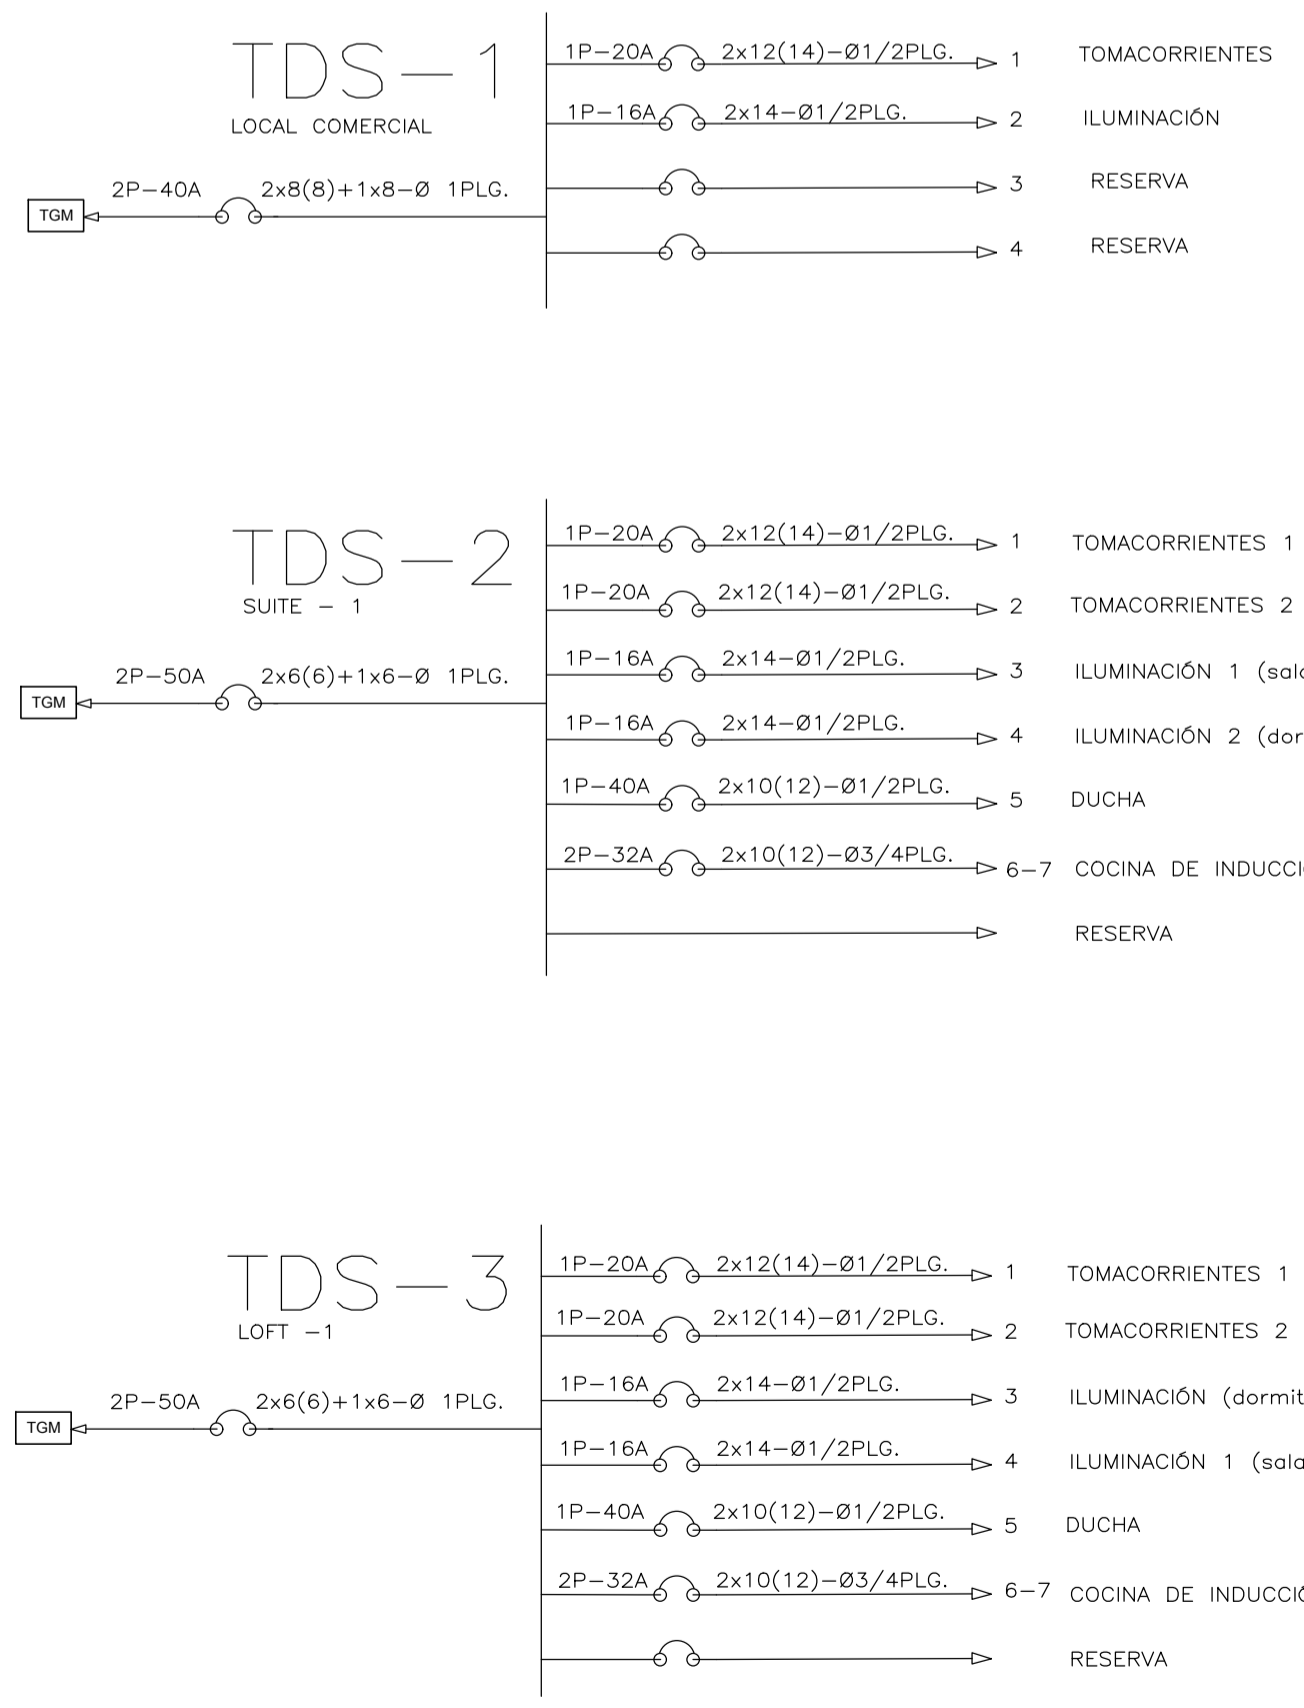 TDS-1
LOCAL COMERCIAL
TGM
2P-40A 2x8(8)+1x8-Ø 1PLG.
1P-20A 2x12(14)-Ø1/2PLG. 1 TOMACORRIENTES
1P-16A 2x14-Ø1/2PLG. 2 ILUMINACIÓN
3 RESERVA
4 RESERVA
TDS-2
SUITE - 1
TGM
2P-50A 2x6(6)+1x6-Ø 1PLG.
1P-20A 2x12(14)-Ø1/2PLG. 1 TOMACORRIENTES 1
1P-20A 2x12(14)-Ø1/2PLG. 2 TOMACORRIENTES 2
1P-16A 2x14-Ø1/2PLG. 3 ILUMINACIÓN 1 (sala
1P-16A 2x14-Ø1/2PLG. 4 ILUMINACIÓN 2 (dor
1P-40A 2x10(12)-Ø1/2PLG. 5 DUCHA
2P-32A 2x10(12)-Ø3/4PLG. 6-7 COCINA DE INDUCCIÓ
RESERVA
TDS-3
LOFT -1
TGM
2P-50A 2x6(6)+1x6-Ø 1PLG.
1P-20A 2x12(14)-Ø1/2PLG. 1 TOMACORRIENTES 1
1P-20A 2x12(14)-Ø1/2PLG. 2 TOMACORRIENTES 2
1P-16A 2x14-Ø1/2PLG. 3 ILUMINACIÓN (dormit
1P-16A 2x14-Ø1/2PLG. 4 ILUMINACIÓN 1 (sala
1P-40A 2x10(12)-Ø1/2PLG. 5 DUCHA
2P-32A 2x10(12)-Ø3/4PLG. 6-7 COCINA DE INDUCCIÓ
RESERVA